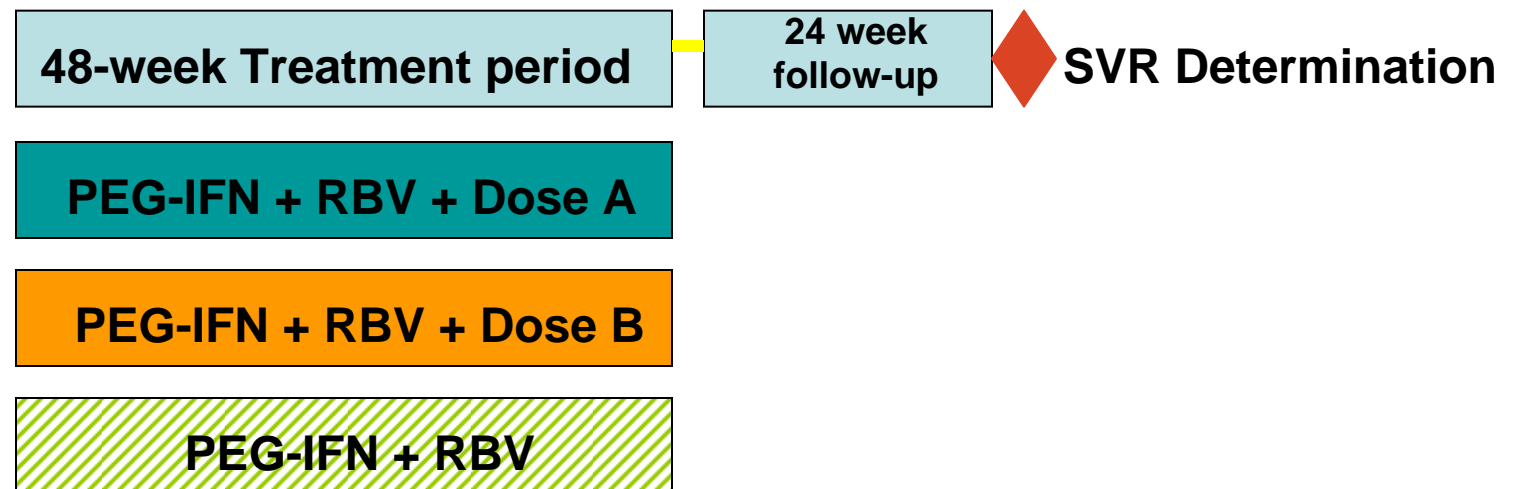 48-week Treatment period
24 week
follow-up
SVR Determination
PEG-IFN + RBV + Dose A
PEG-IFN + RBV + Dose B
PEG-IFN + RBV